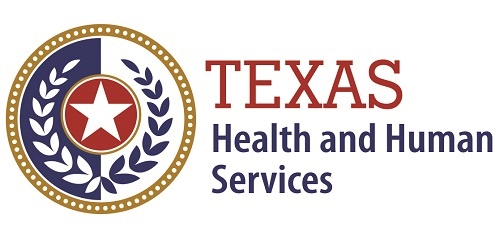 TEXAS
Health and Human
Services